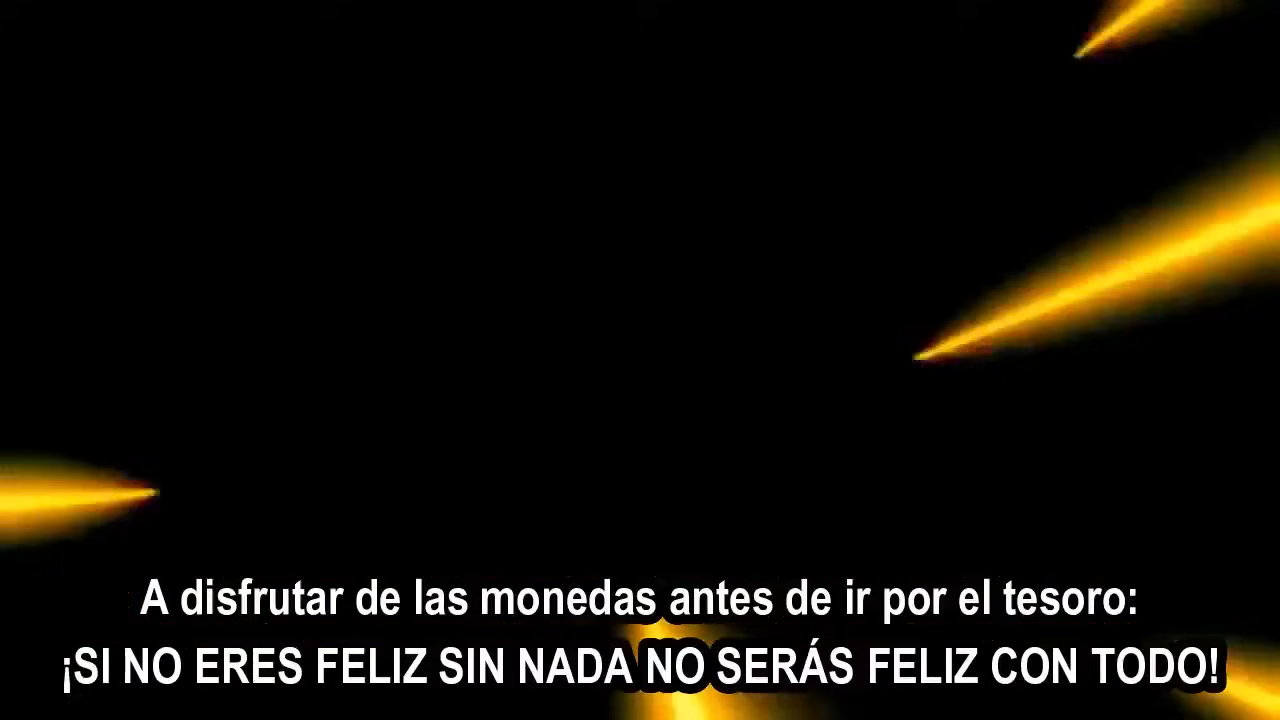 A disfrutar de las monedas antes de ir por el tesoro:
¡SI NO ERES FELIZ SIN NADA NO SERÁS FELIZ CON TODO!